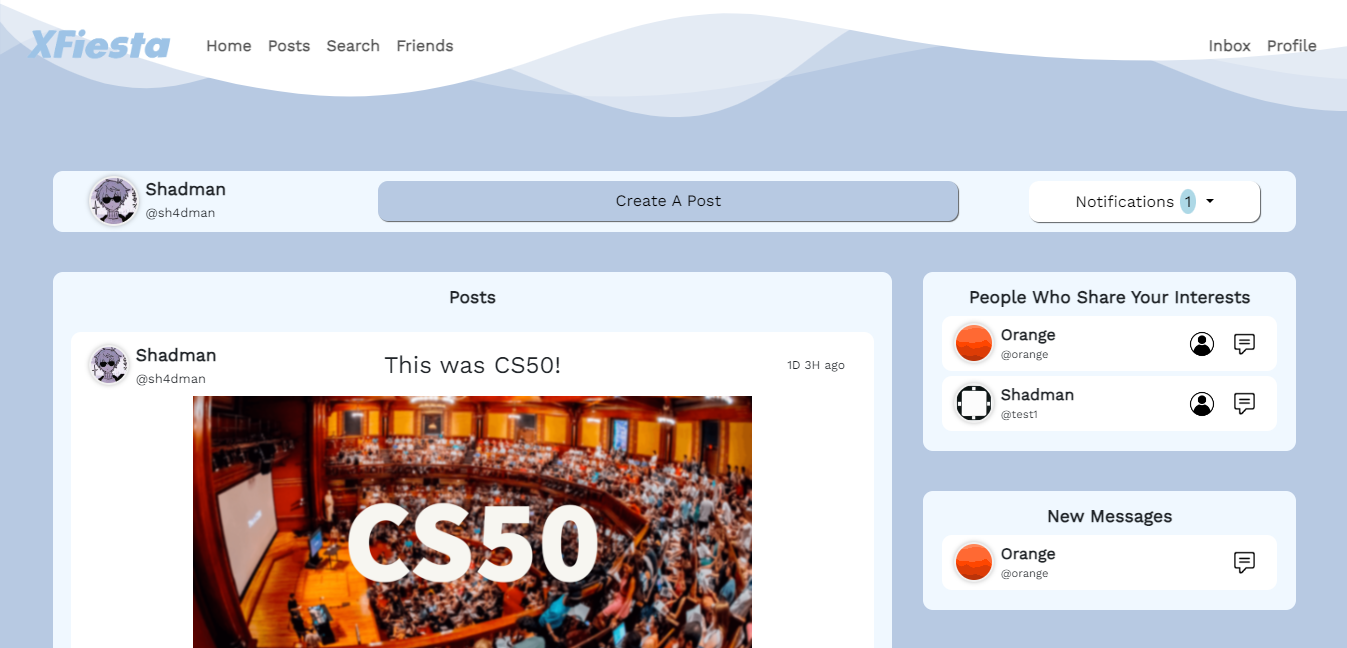 XFiesta
Home Posts Search Friends
Inbox Profile
Shadman
@sh4dman
Create A Post
Notifications 1
Posts
Shadman
@sh4dman
This was CS50!
1D 3H ago
CS50
People Who Share Your Interests
Orange
@orange
Shadman
@test1
New Messages
Orange
@orange